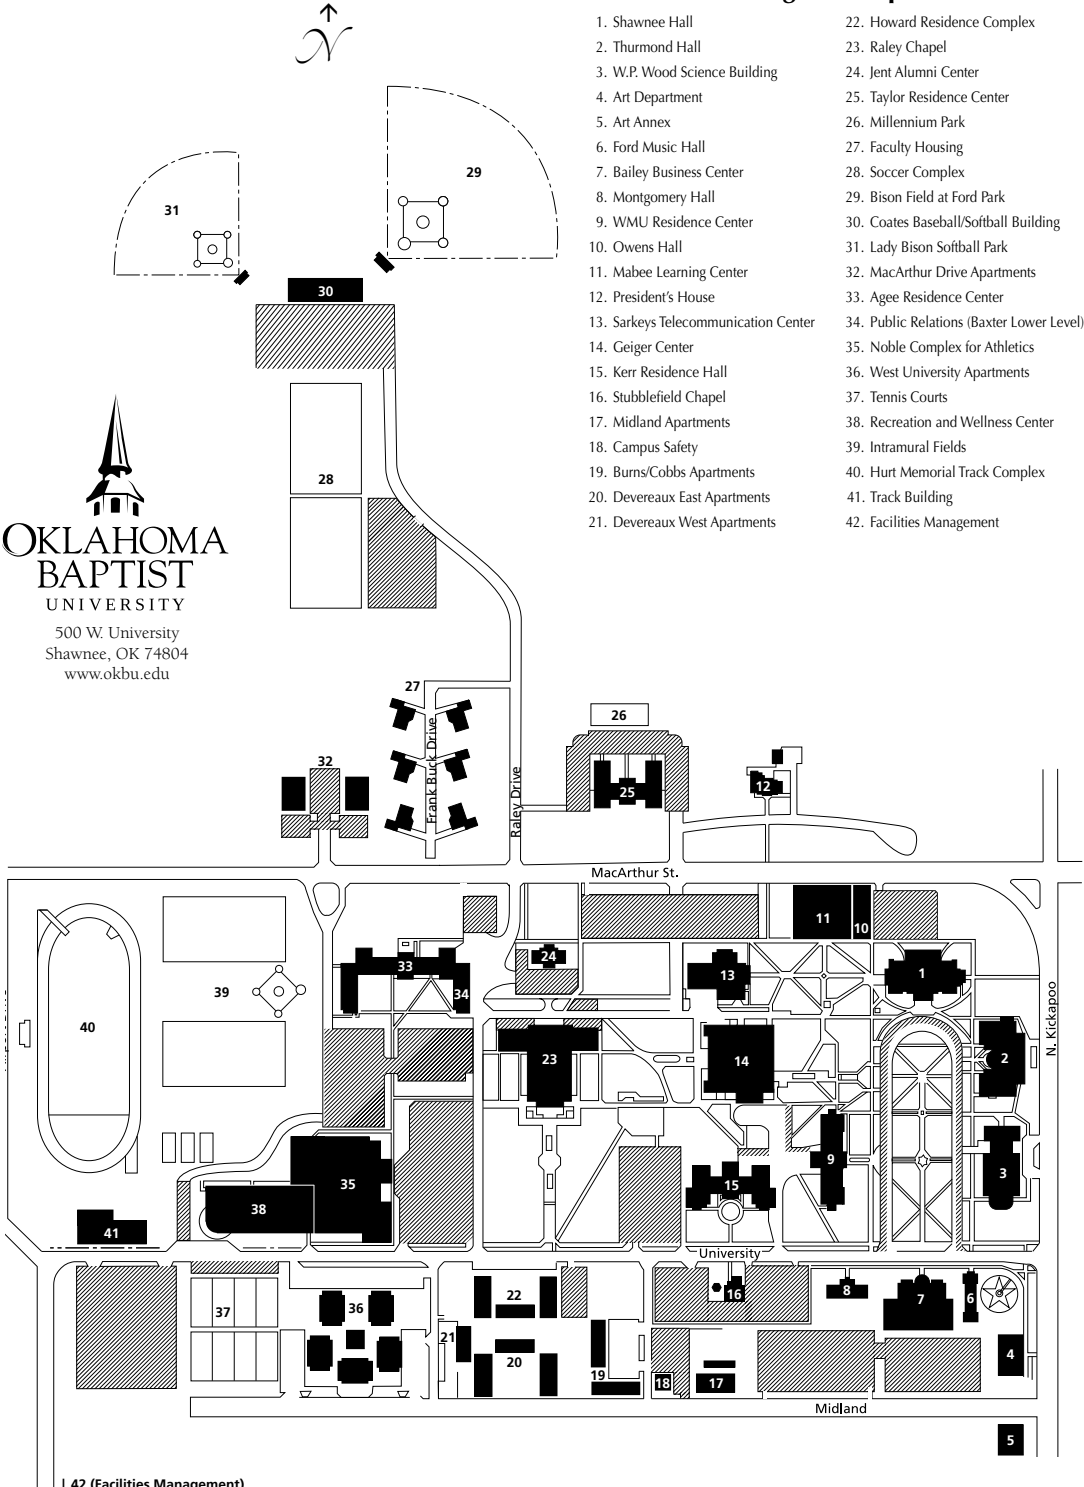 N
1. Shawnee Hall
2. Thurmond Hall
3. W.P. Wood Science Building
4. Art Department
5. Art Annex
6. Ford Music Hall
7. Bailey Business Center
8. Montgomery Hall
9. WMU Residence Center
10. Owens Hall
11. Mabee Learning Center
12. President's House
13. Sarkeys Telecommunication Center
14. Geiger Center
15. Kerr Residence Hall
16. Stubblefield Chapel
17. Midland Apartments
18. Campus Safety
19. Burns/Cobbs Apartments
20. Devereaux East Apartments
21. Devereaux West Apartments
22. Howard Residence Complex
23. Raley Chapel
24. Jent Alumni Center
25. Taylor Residence Center
26. Millennium Park
27. Faculty Housing
28. Soccer Complex
29. Bison Field at Ford Park
30. Coates Baseball/Softball Building
31. Lady Bison Softball Park
32. MacArthur Drive Apartments
33. Agee Residence Center
34. Public Relations (Baxter Lower Level)
35. Noble Complex for Athletics
36. West University Apartments
37. Tennis Courts
38. Recreation and Wellness Center
39. Intramural Fields
40. Hurt Memorial Track Complex
41. Track Building
42. Facilities Management
29
31
30
28
OKLAHOMA
BAPTIST
UNIVERSITY
500 W. University
Shawnee, OK 74804
www.okbu.edu
27
26
32
Frank Buck Drive
Raley Drive
25
12
MacArthur St.
11
10
24
33
13
1
34
39
40
N. Kickapoo
23
14
2
9
3
35
15
38
41
University
22
16
8
7
6
36
37
21
20
19
18
17
4
Midland
5
42 (Facilities Management)